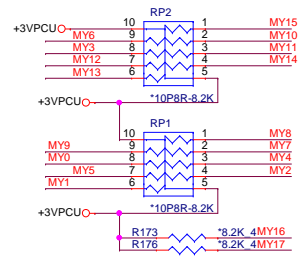 RP2
+3VPCU 10 1 MY15
MY6 9 2 MY10
MY3 8 3 MY11
MY12 7 4 MY14
MY13 6 5
+3VPCU *10P8R-8.2K
RP1
10 1 MY8
MY9 9 2 MY7
MY0 8 3 MY4
MY5 7 4 MY2
MY1 6 5
+3VPCU *10P8R-8.2K
R173 *8.2K_4 MY16
R176 *8.2K_4 MY17